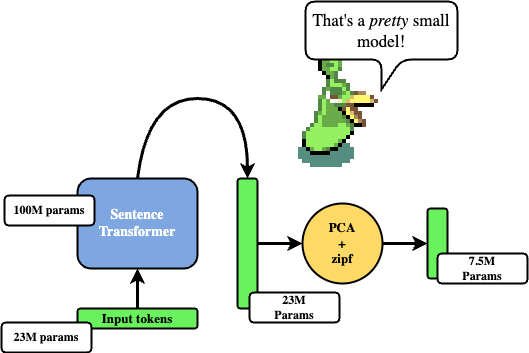 That's a pretty small
model!
100M params
Sentence
Transformer
PCA
+
zipf
7.5M
Params
23M
Params
Input tokens
23M params